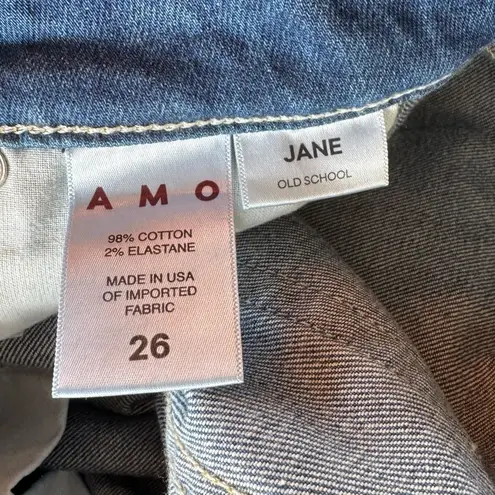 AMO
98% COTTON
2% ELASTANE
MADE IN USA
OF IMPORTED
FABRIC
26
JANE
OLD SCHOOL